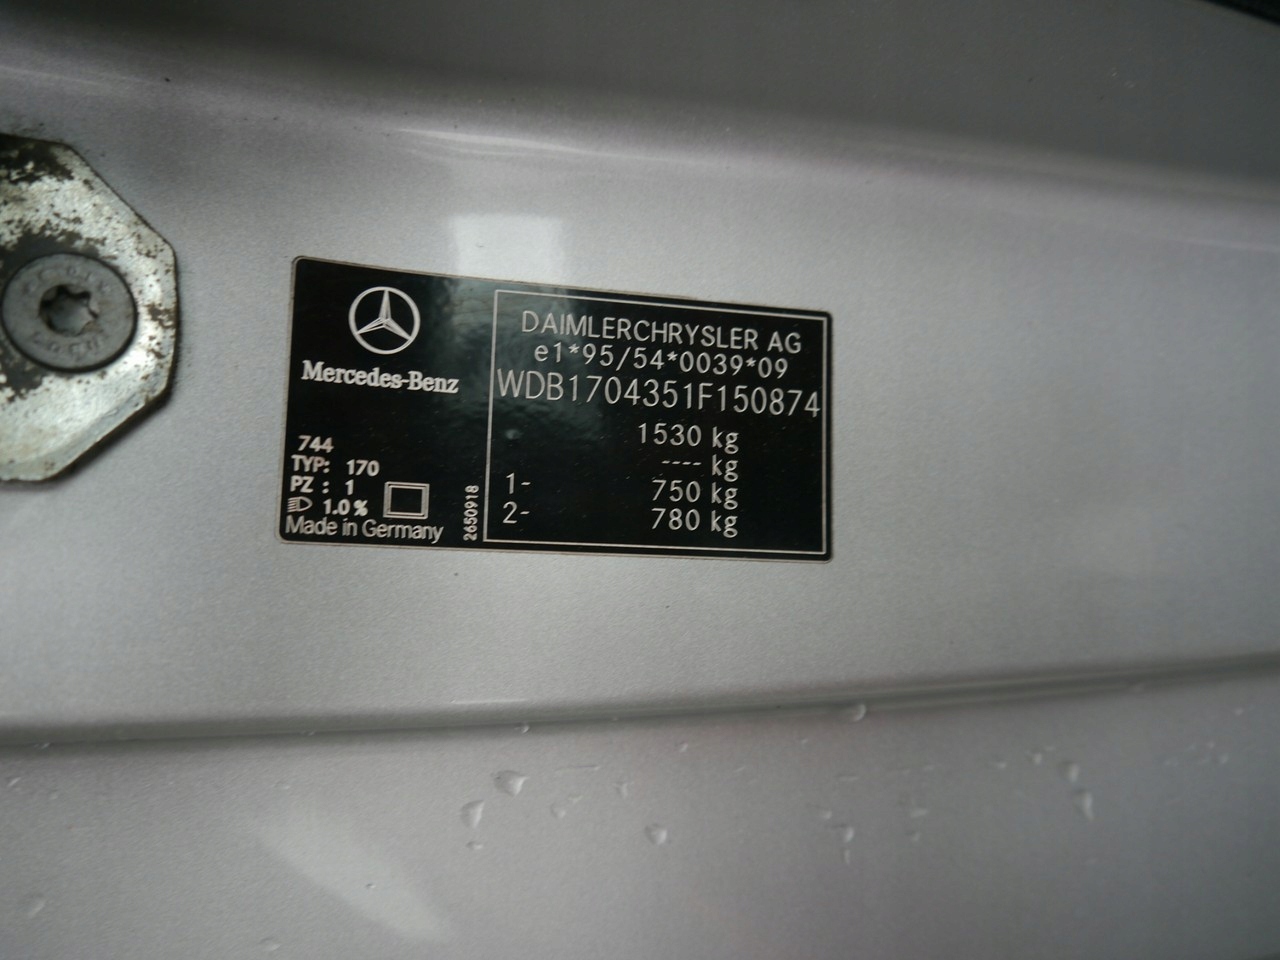 Mercedes-Benz
744
TYP: 170
PZ : 1
1.0%
Made in Germany
2650918
DAIMLERCHRYSLER AG
e1*95/54*0039*09
WDB1704351F150874
1530 kg
---- kg
1- 750 kg
2- 780 kg